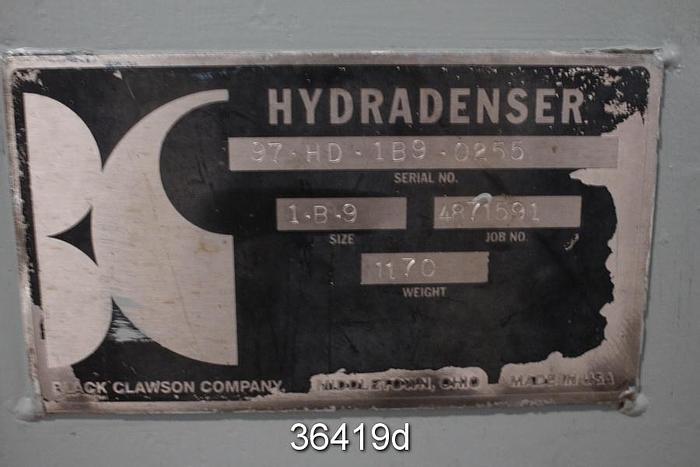 HYDRADENSER
97-HD-1B9-0255
SERIAL NO.
1-B-9 4871591
SIZE JOB NO.
1170
WEIGHT
BLACK CLAWSON COMPANY, MIDDLETOWN, OHIO MADE IN USA
36419d